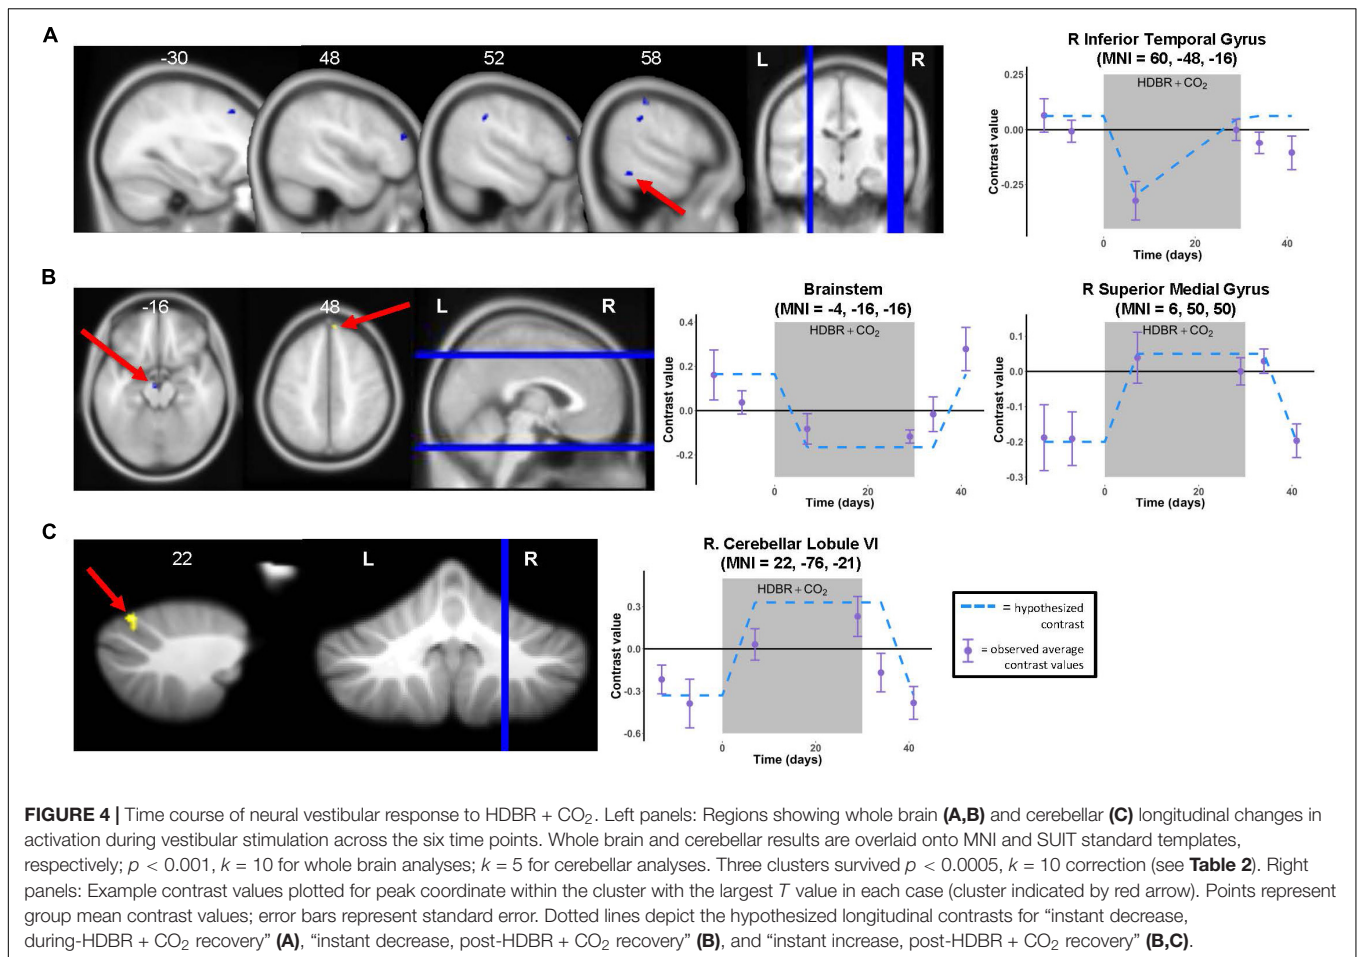 A
-30
48
52
58
L
R
R Inferior Temporal Gyrus
(MNI = 60, -48, -16)
HDBR + CO2
Contrast value
0.25
0.00
-0.25
0
20
40
Time (days)
B
-16
48
L
R
Brainstem
(MNI = -4, -16, -16)
HDBR + CO2
Contrast value
0.4
0.2
0.0
-0.2
0
20
40
Time (days)
R Superior Medial Gyrus
(MNI = 6, 50, 50)
HDBR + CO2
Contrast value
0.1
0.0
-0.1
-0.2
-0.3
0
20
40
Time (days)
C
22
L
R
R. Cerebellar Lobule VI
(MNI = 22, -76, -21)
HDBR + CO2
Contrast value
0.3
0.0
-0.3
-0.6
0
20
40
Time (days)
= hypothesized
contrast
= observed average
contrast values
FIGURE 4 | Time course of neural vestibular response to HDBR + CO2. Left panels: Regions showing whole brain (A,B) and cerebellar (C) longitudinal changes in
activation during vestibular stimulation across the six time points. Whole brain and cerebellar results are overlaid onto MNI and SUIT standard templates,
respectively; p < 0.001, k = 10 for whole brain analyses; k = 5 for cerebellar analyses. Three clusters survived p < 0.0005, k = 10 correction (see Table 2). Right
panels: Example contrast values plotted for peak coordinate within the cluster with the largest T value in each case (cluster indicated by red arrow). Points represent
group mean contrast values; error bars represent standard error. Dotted lines depict the hypothesized longitudinal contrasts for “instant decrease,
during-HDBR + CO2 recovery” (A), “instant decrease, post-HDBR + CO2 recovery” (B), and “instant increase, post-HDBR + CO2 recovery” (B,C).